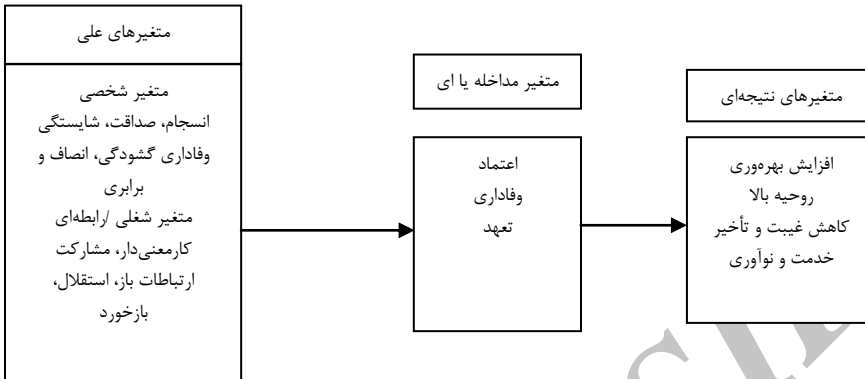 متغیرهای علی
متغیر شخصی
انسجام، صداقت، شایستگی
وفاداری گشودگی، انصاف و
برابری
متغیر شغلی /رابطه‌ای
کارمعنی‌دار، مشارکت
ارتباطات باز، استقلال،
بازخورد
متغیر مداخله یا ای
اعتماد
وفاداری
تعهد
متغیرهای نتیجه‌ای
افزایش بهره‌وری
روحیه بالا
کاهش غیبت و تأخیر
خدمت و نوآوری